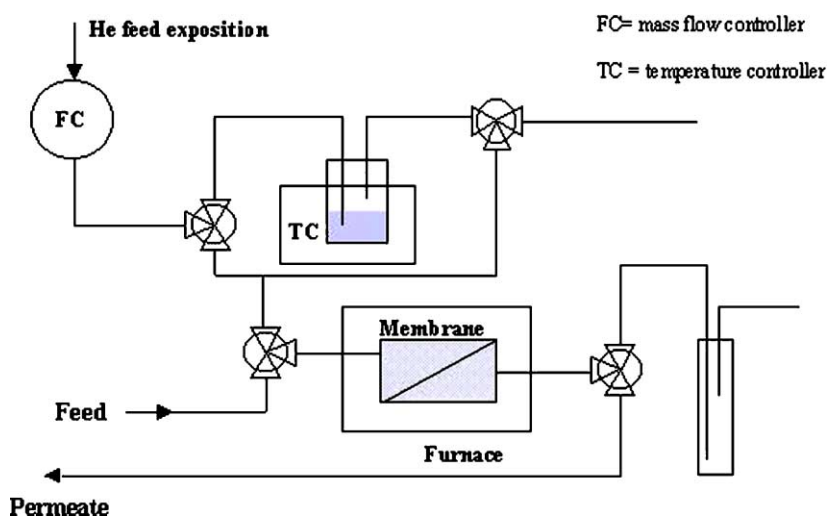 He feed exposition
FC= mass flow controller
TC = temperature controller
FC
TC
Membrane
Feed
Furnace
Permeate